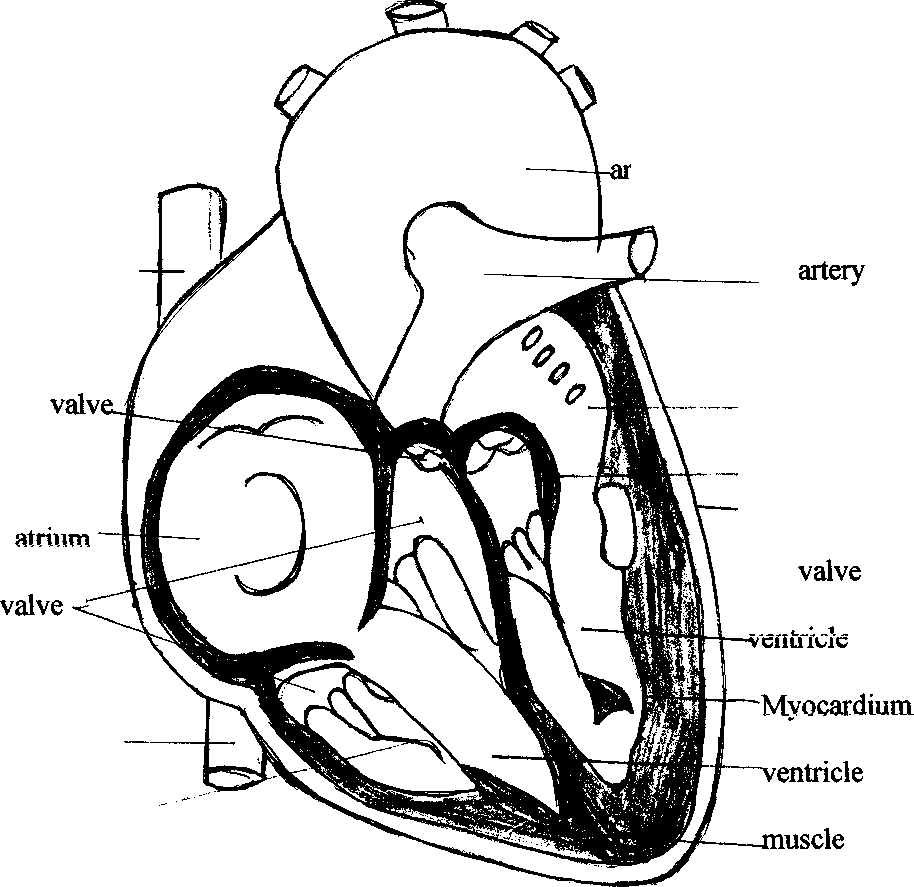 ar
artery
valve
atrium
valve
valve
ventricle
Myocardium
ventricle
muscle